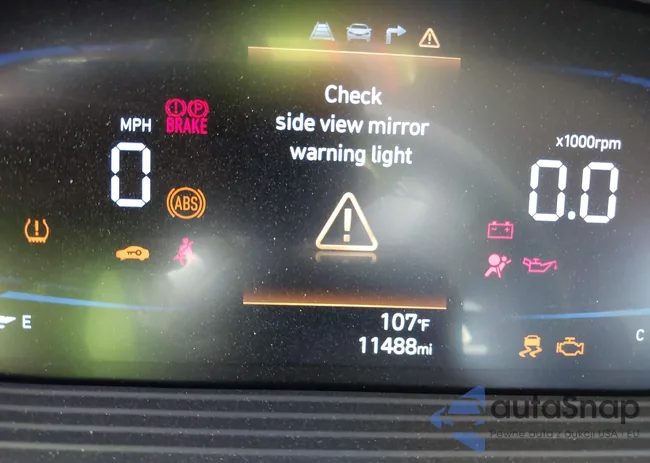 Check
side view mirror
warning light
MPH
0
BRAKE
ABS
x1000rpm
0.0
E
107°F
11488mi
C
autoSnap